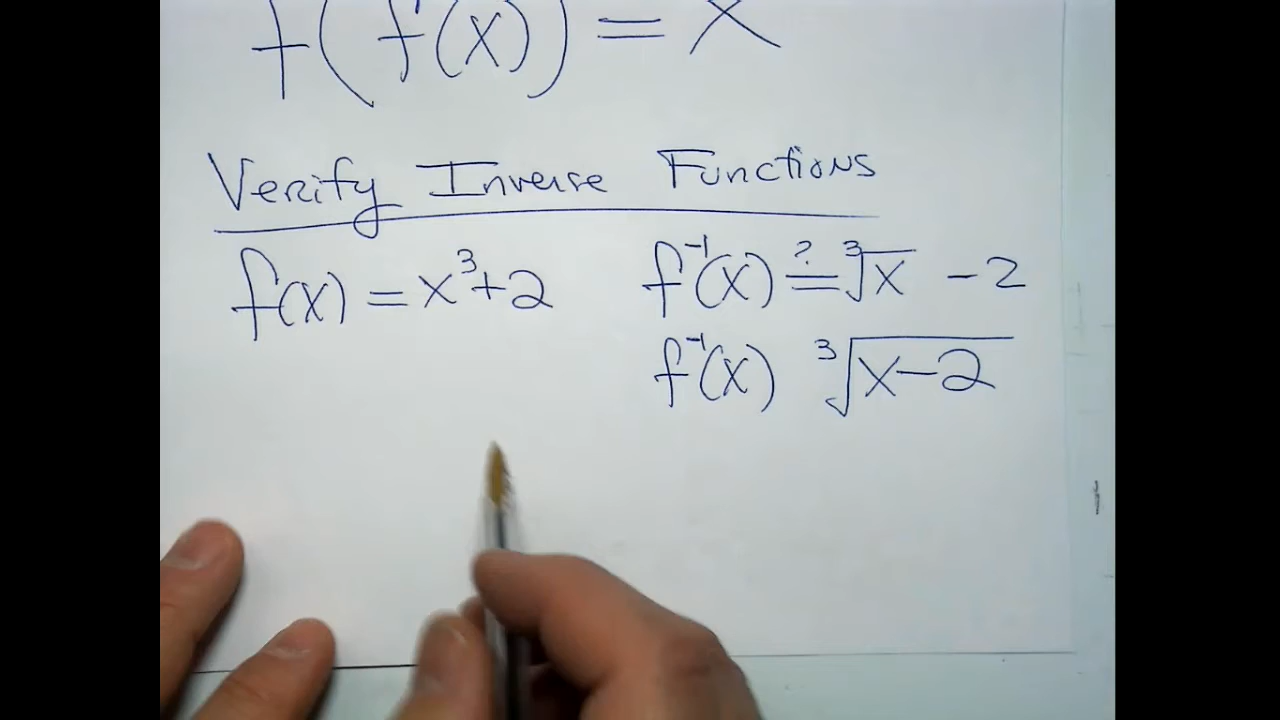 f(f(x)) = x
Verify Inverse Functions
f(x) = x³+2 f⁻¹(x) ≟ ∛x - 2
f⁻¹(x) ∛(x-2)